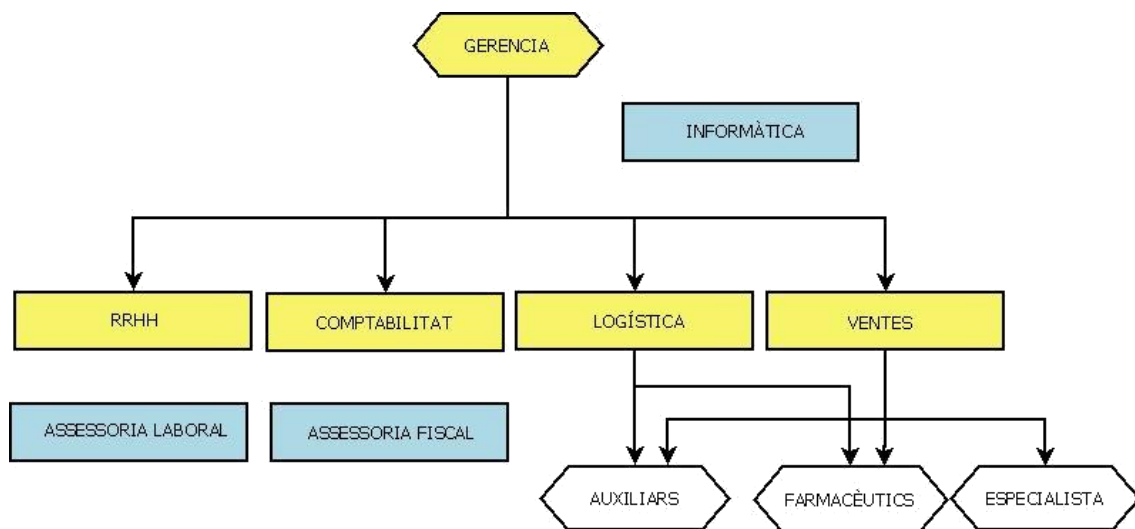 GERENCIA
INFORMÀTICA
RRHH
COMPTABILITAT
LOGÍSTICA
VENTES
ASSESSORIA LABORAL
ASSESSORIA FISCAL
AUXILIARS
FARMACÈUTICS
ESPECIALISTA